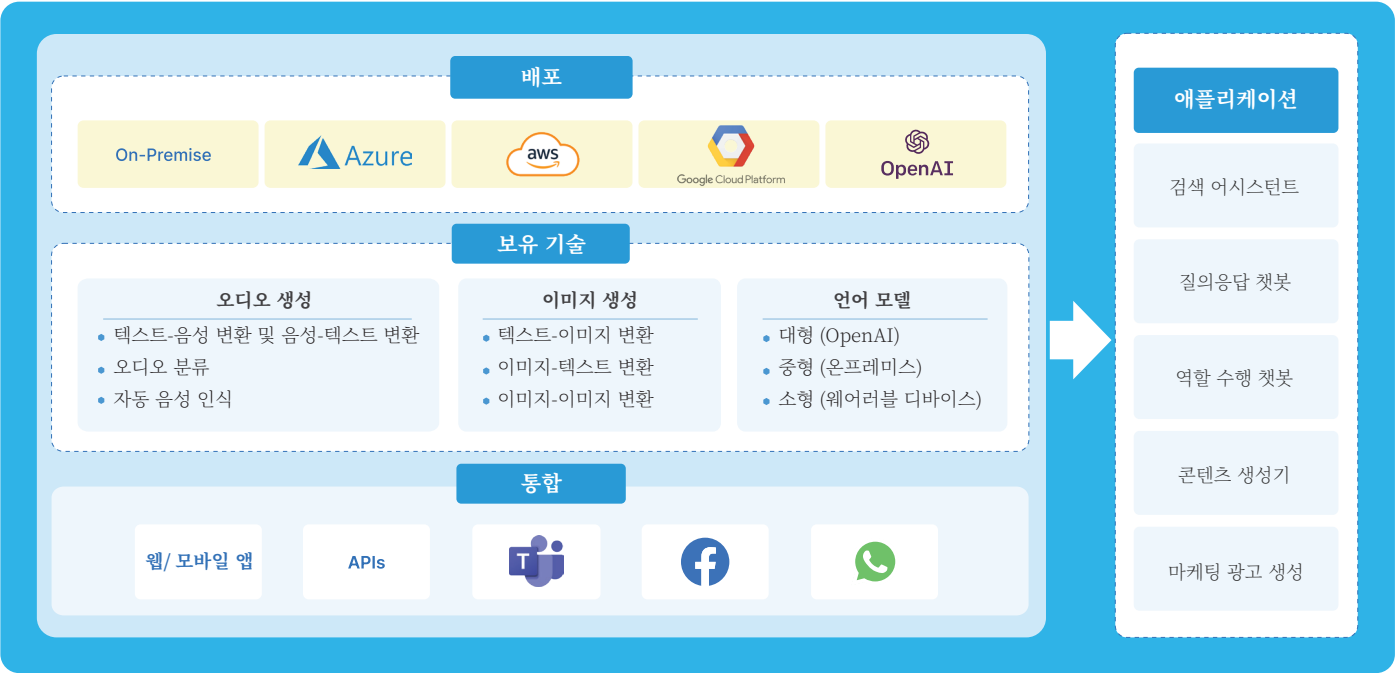 배포
On-Premise
Azure
aws
Google Cloud Platform
OpenAI
보유 기술
오디오 생성
텍스트-음성 변환 및 음성-텍스트 변환
오디오 분류
자동 음성 인식
이미지 생성
텍스트-이미지 변환
이미지-텍스트 변환
이미지-이미지 변환
언어 모델
대형 (OpenAI)
중형 (온프레미스)
소형 (웨어러블 디바이스)
통합
웹/ 모바일 앱
APIs
T
애플리케이션
검색 어시스턴트
질의응답 챗봇
역할 수행 챗봇
콘텐츠 생성기
마케팅 광고 생성